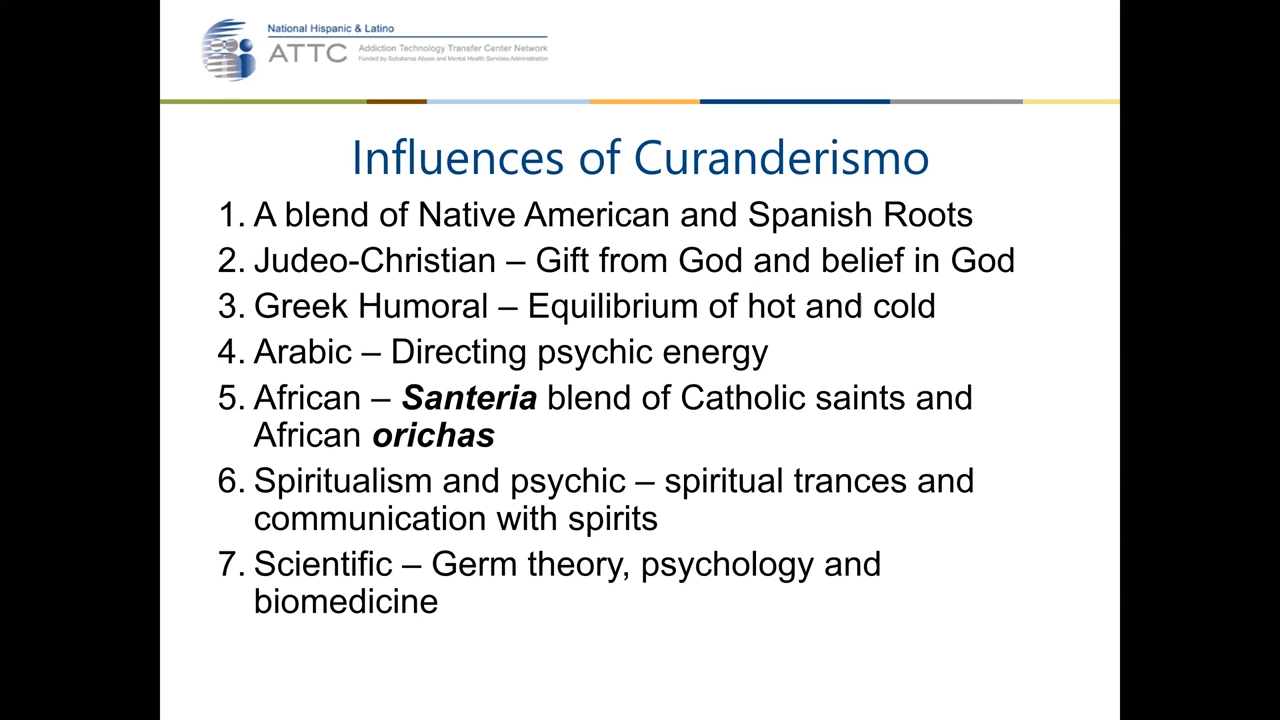 National Hispanic & Latino
ATTC
Addiction Technology Transfer Center Network
Funded by Substance Abuse and Mental Health Services Administration
Influences of Curanderismo
1. A blend of Native American and Spanish Roots
2. Judeo-Christian – Gift from God and belief in God
3. Greek Humoral – Equilibrium of hot and cold
4. Arabic – Directing psychic energy
5. African – Santeria blend of Catholic saints and
African orichas
6. Spiritualism and psychic – spiritual trances and
communication with spirits
7. Scientific – Germ theory, psychology and
biomedicine